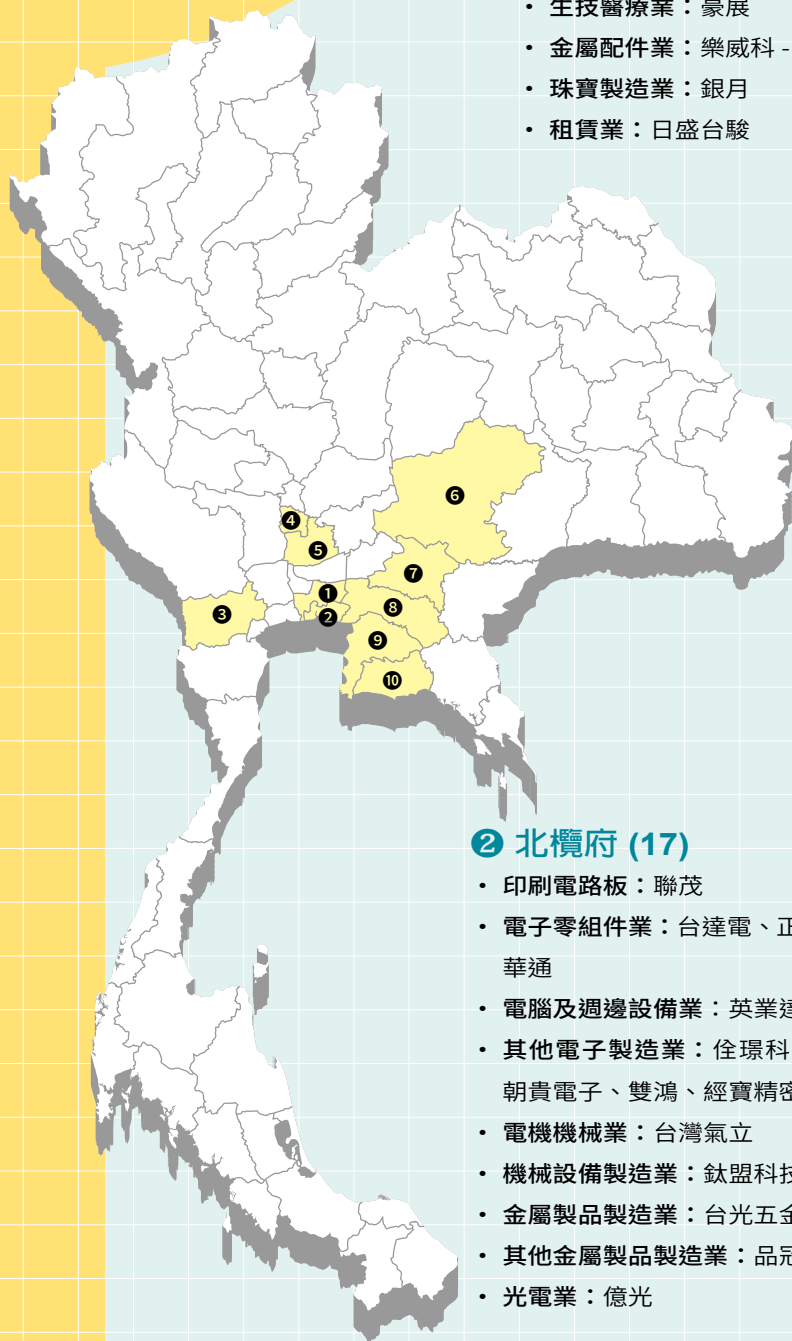 • 生技醫療業：豪展
• 金屬配件業：樂威科 -
• 珠寶製造業：銀月
• 租賃業：日盛台駿
❹
❺
❻
❼
❶
❷
❸
❽
❾
❿
❷ 北欖府 (17)
• 印刷電路板：聯茂
• 電子零組件業：台達電、正
華通
• 電腦及週邊設備業：英業達
• 其他電子製造業：佺璟科
朝貴電子、雙鴻、經寶精密
• 電機機械業：台灣氣立
• 機械設備製造業：鈦盟科技
• 金屬製品製造業：台光五金
• 其他金屬製品製造業：品冠
• 光電業：億光